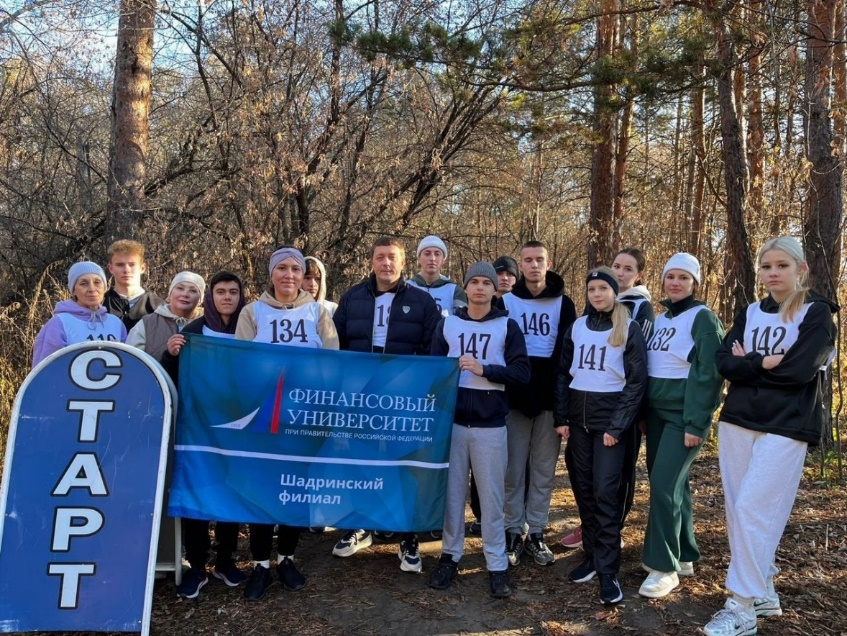 СТАРТ
ФИНАНСОВЫЙ
УНИВЕРСИТЕТ
ПРИ ПРАВИТЕЛЬСТВЕ РОССИЙСКОЙ ФЕДЕРАЦИИ
Шадринский
филиал
134
147
146
141
132
142